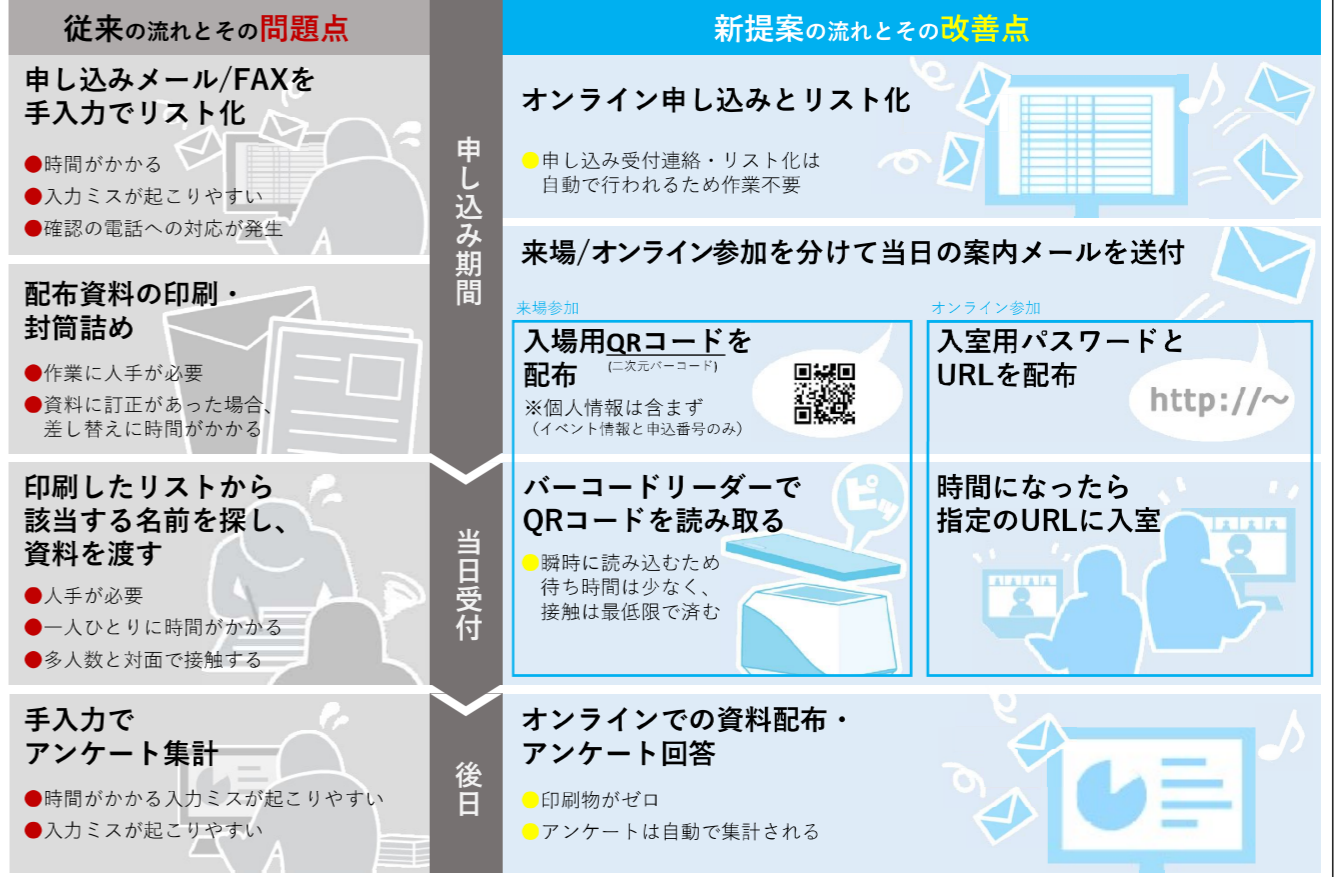 従来の流れとその問題点
新提案の流れとその改善点
申し込みメール/FAXを
手入力でリスト化
●時間がかかる
●入力ミスが起こりやすい
●確認の電話への対応が発生
配布資料の印刷・
封筒詰め
●作業に人手が必要
●資料に訂正があった場合、
差し替えに時間がかかる
申し込み期間
オンライン申し込みとリスト化
●申し込み受付連絡・リスト化は
自動で行われるため作業不要
来場/オンライン参加を分けて当日の案内メールを送付
来場参加
入場用QRコードを
(二次元バーコード)
配布
※個人情報は含まず
（イベント情報と申込番号のみ）
オンライン参加
入室用パスワードと
URLを配布
http://～
印刷したリストから
該当する名前を探し、
資料を渡す
●人手が必要
●一人ひとりに時間がかかる
●多人数と対面で接触する
当日受付
バーコードリーダーで
QRコードを読み取る
ピッ
●瞬時に読み込むため
待ち時間は少なく、
接触は最低限で済む
時間になったら
指定のURLに入室
手入力で
アンケート集計
●時間がかかる入力ミスが起こりやすい
●入力ミスが起こりやすい
後日
オンラインでの資料配布・
アンケート回答
●印刷物がゼロ
●アンケートは自動で集計される